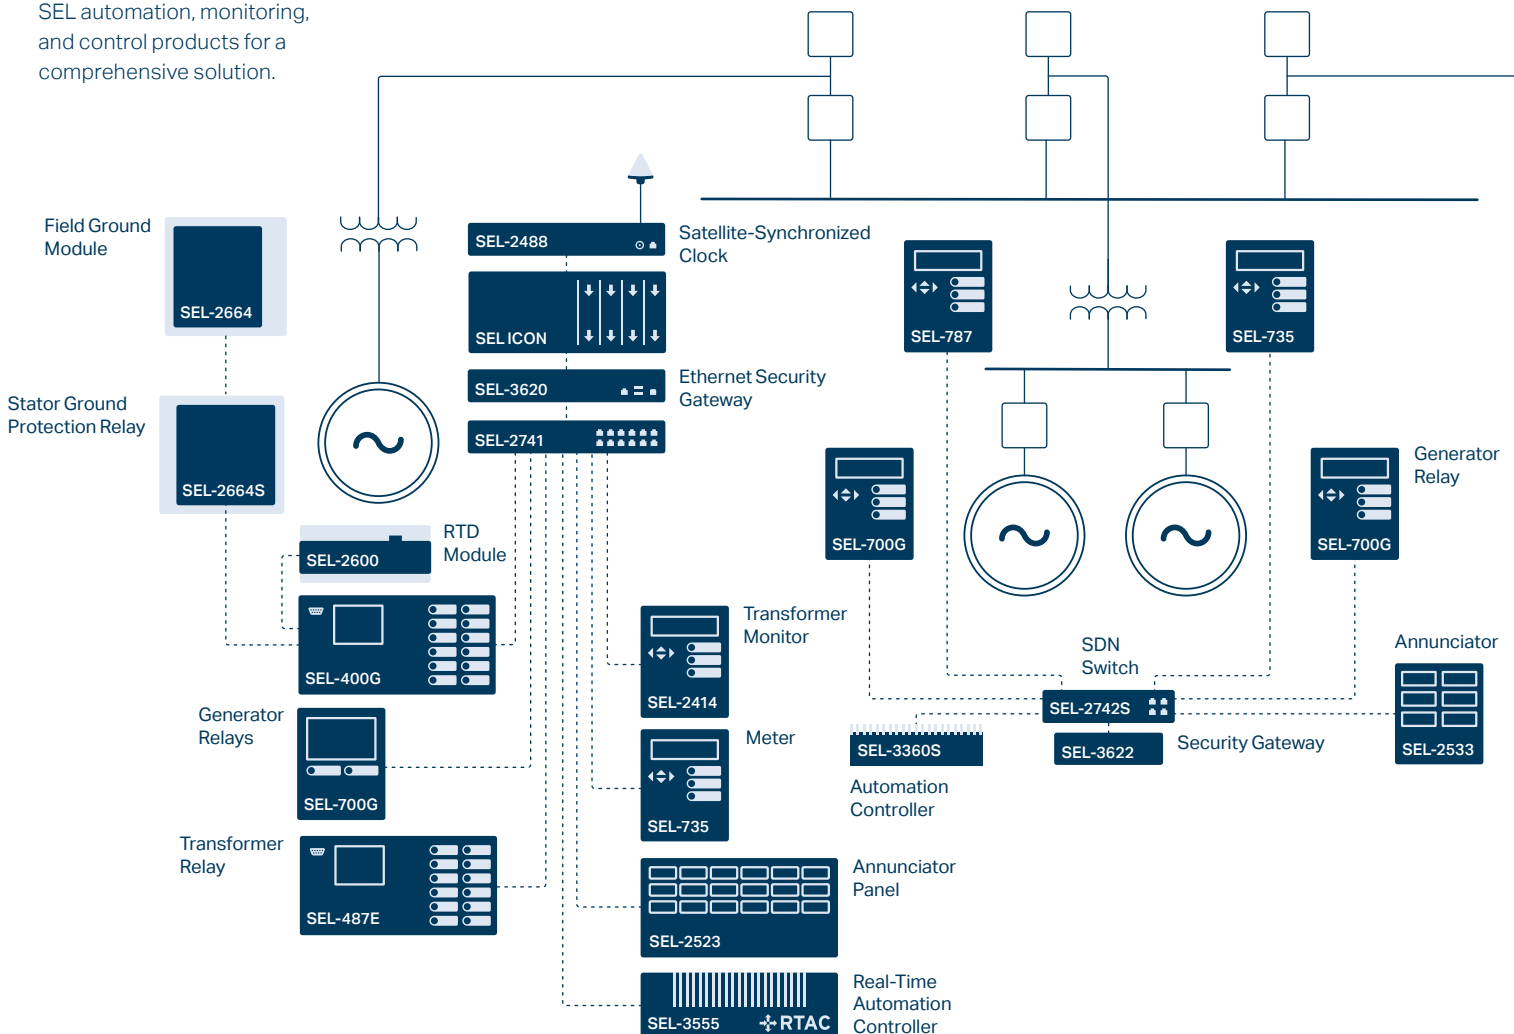 SEL automation, monitoring,
and control products for a
comprehensive solution.
Field Ground
Module
SEL-2664
Stator Ground
Protection Relay
SEL-2664S
SEL-2488
Satellite-Synchronized
Clock
SEL ICON
SEL-3620
Ethernet Security
Gateway
SEL-2741
RTD
Module
SEL-2600
SEL-400G
Generator
Relays
SEL-700G
Transformer
Relay
SEL-487E
Transformer
Monitor
SEL-2414
Meter
SEL-735
Annunciator
Panel
SEL-2523
Real-Time
Automation
Controller
SEL-3555
RTAC
SEL-787
SEL-735
SEL-700G
Generator
Relay
SEL-700G
SDN
Switch
SEL-2742S
Annunciator
SEL-2533
SEL-3360S
Automation
Controller
SEL-3622
Security Gateway